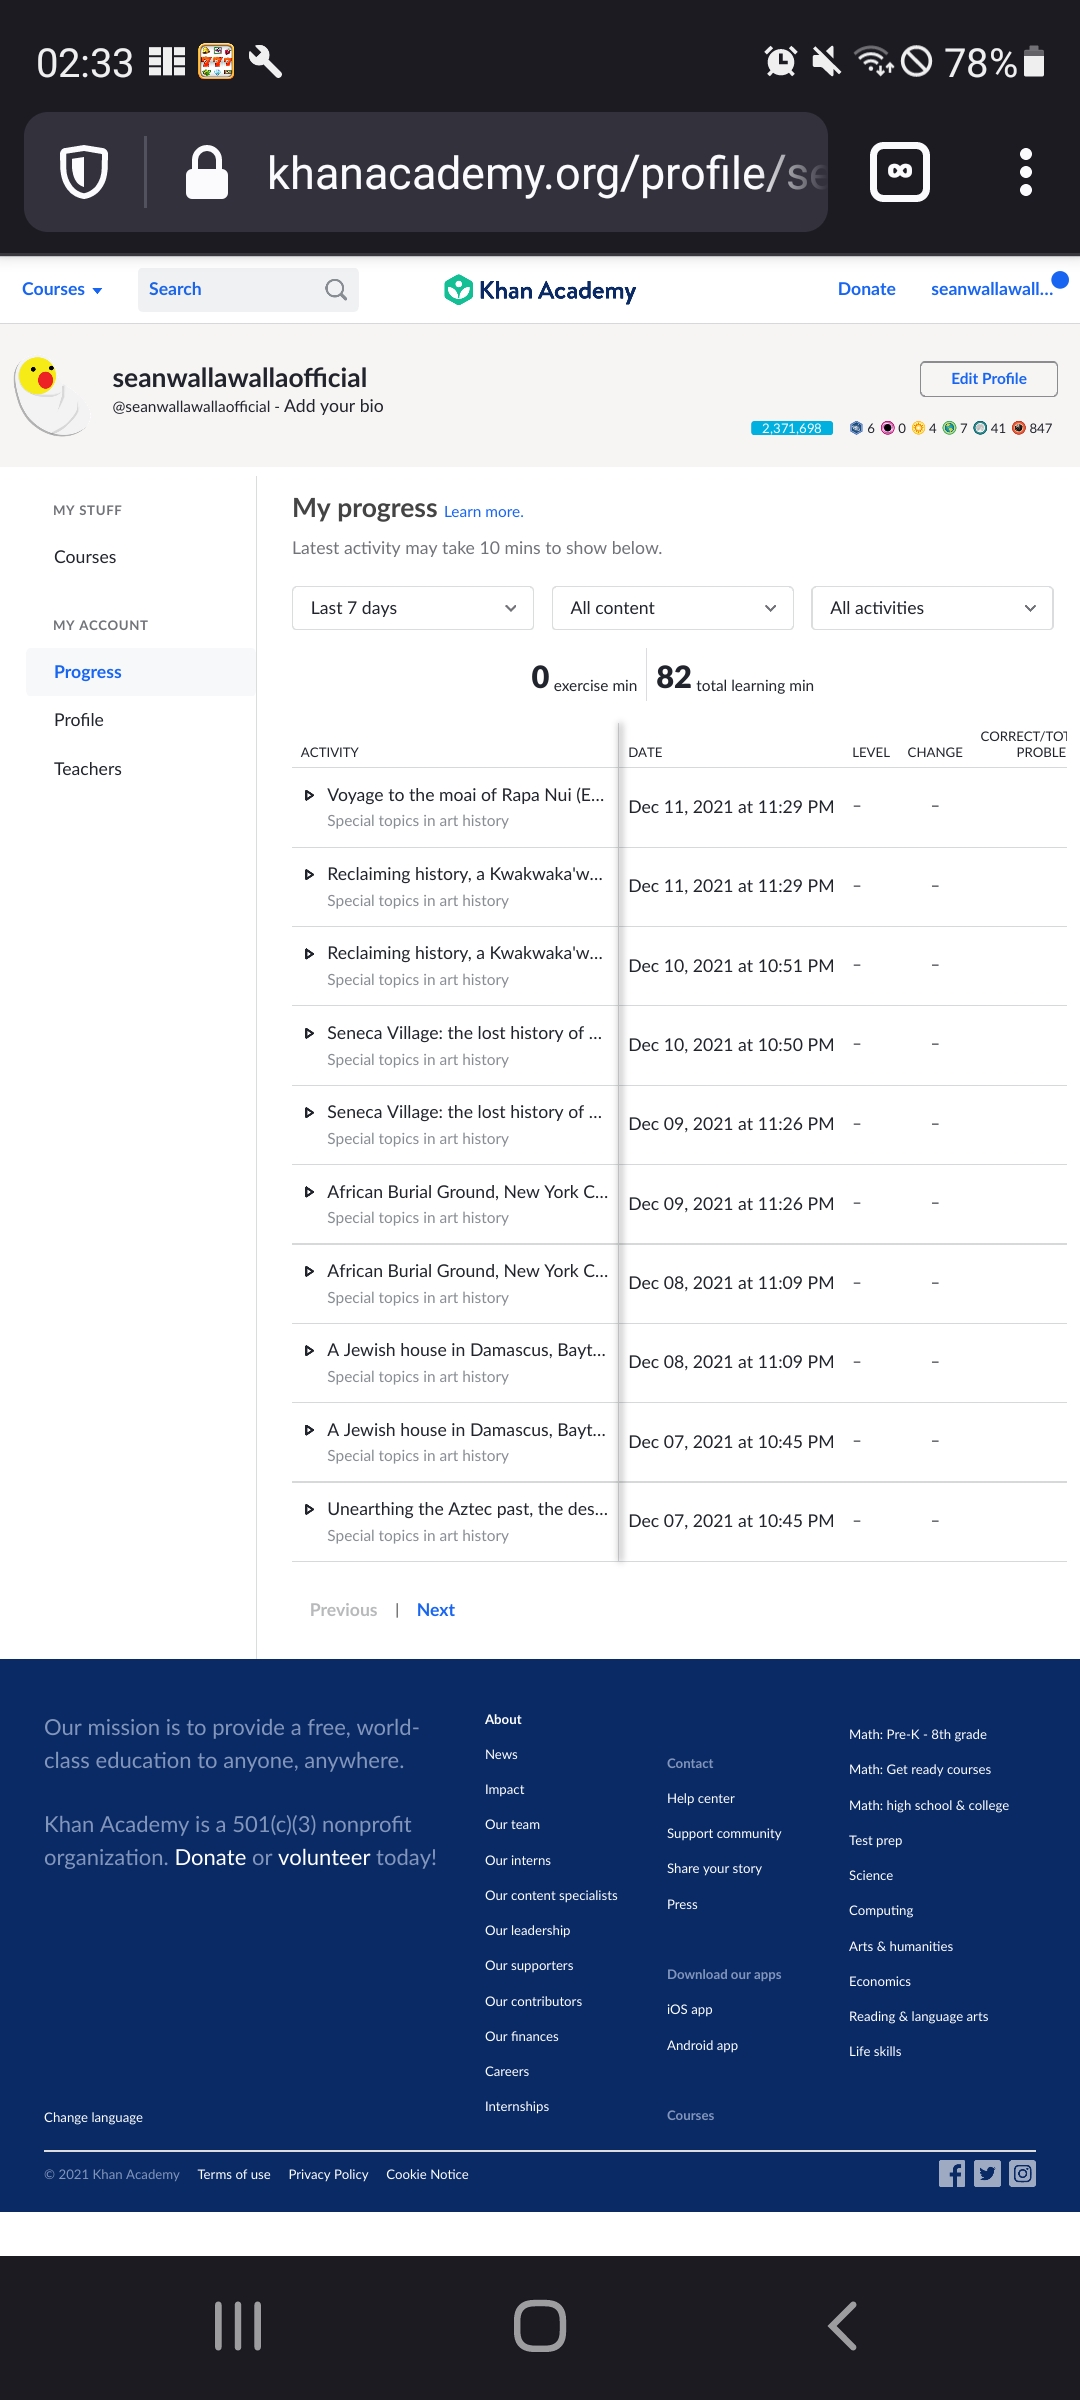 02:33
78%
khanacademy.org/profile/se
Courses
Search
Khan Academy
Donate
seanwallawall...
seanwallawallaofficial
@seanwallawallaofficial - Add your bio
Edit Profile
2,371,698
6 0 4 7 41 847
MY STUFF
Courses
MY ACCOUNT
Progress
Profile
Teachers
My progress Learn more.
Latest activity may take 10 mins to show below.
Last 7 days
All content
All activities
0 exercise min
82 total learning min
ACTIVITY DATE LEVEL CHANGE CORRECT/TOT
PROBLE
Voyage to the moai of Rapa Nui (E...
Special topics in art history
Dec 11, 2021 at 11:29 PM – –
Reclaiming history, a Kwakwaka'w...
Special topics in art history
Dec 11, 2021 at 11:29 PM – –
Reclaiming history, a Kwakwaka'w...
Special topics in art history
Dec 10, 2021 at 10:51 PM – –
Seneca Village: the lost history of ...
Special topics in art history
Dec 10, 2021 at 10:50 PM – –
Seneca Village: the lost history of ...
Special topics in art history
Dec 09, 2021 at 11:26 PM – –
African Burial Ground, New York C...
Special topics in art history
Dec 09, 2021 at 11:26 PM – –
African Burial Ground, New York C...
Special topics in art history
Dec 08, 2021 at 11:09 PM – –
A Jewish house in Damascus, Bayt...
Special topics in art history
Dec 08, 2021 at 11:09 PM – –
A Jewish house in Damascus, Bayt...
Special topics in art history
Dec 07, 2021 at 10:45 PM – –
Unearthing the Aztec past, the des...
Special topics in art history
Dec 07, 2021 at 10:45 PM – –
Previous | Next
Our mission is to provide a free, world-
class education to anyone, anywhere.
Khan Academy is a 501(c)(3) nonprofit
organization. Donate or volunteer today!
About
News
Impact
Our team
Our interns
Our content specialists
Our leadership
Our supporters
Our contributors
Our finances
Careers
Internships
Contact
Help center
Support community
Share your story
Press
Download our apps
iOS app
Android app
Courses
Math: Pre-K - 8th grade
Math: Get ready courses
Math: high school & college
Test prep
Science
Computing
Arts & humanities
Economics
Reading & language arts
Life skills
Change language
© 2021 Khan Academy Terms of use Privacy Policy Cookie Notice